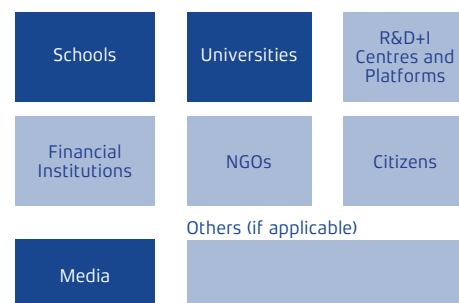 Schools
Universities
R&D+I
Centres and
Platforms
Financial
Institutions
NGOs
Citizens
Others (if applicable)
Media